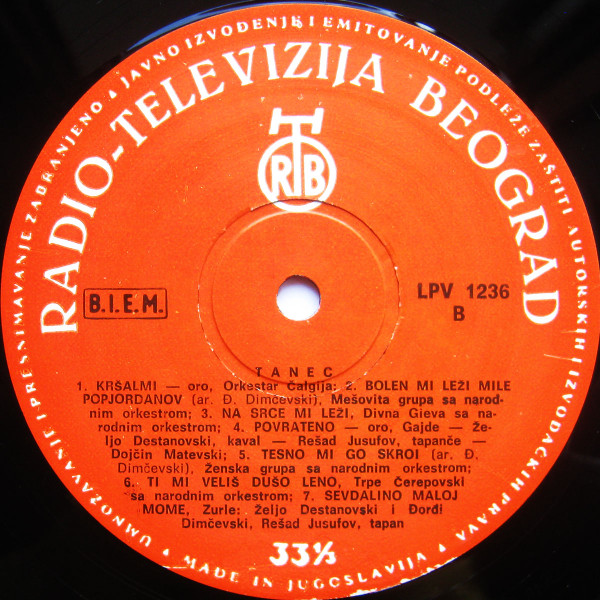 UMNOŽAVANJE I PRESNIMAVANJE ZABRANJENO ▲ JAVNO IZVOĐENJE I EMITOVANJE PODLEŽE ZAŠTITI AUTORSKIH I IZVOĐAČKIH PRAVA ▲
RADIO-TELEVIZIJA BEOGRAD
RTB
B.I.E.M.
LPV 1236
B
TANEC
1. KRŠALMI — oro, Orkestar Čalgija; 2. BOLEN MI LEŽI MILE
POPJORDANOV (ar. Đ. Dimčevski), Mešovita grupa sa narod-
nim orkestrom; 3. NA SRCE MI LEŽI, Divna Gieva sa na-
rodnim orkestrom; 4. POVRATENO — oro, Gajde — Že-
ljo Destanovski, kaval — Rešad Jusufov, tapanče —
Dojčin Matevski; 5. TESNO MI GO SKROI (ar. Đ,
Dimčevski), Ženska grupa sa narodnim orkestrom;
6. TI MI VELIŠ DUŠO LENO, Trpe Čerepovski
sa narodnim orkestrom; 7. SEVDALINO MALOJ
MOME, Zurle: Željo Destanovski i Đorđi
Dimčevski, Rešad Jusufov, tapan
33⅓
▲ MADE IN JUGOSLAVIJA ▲